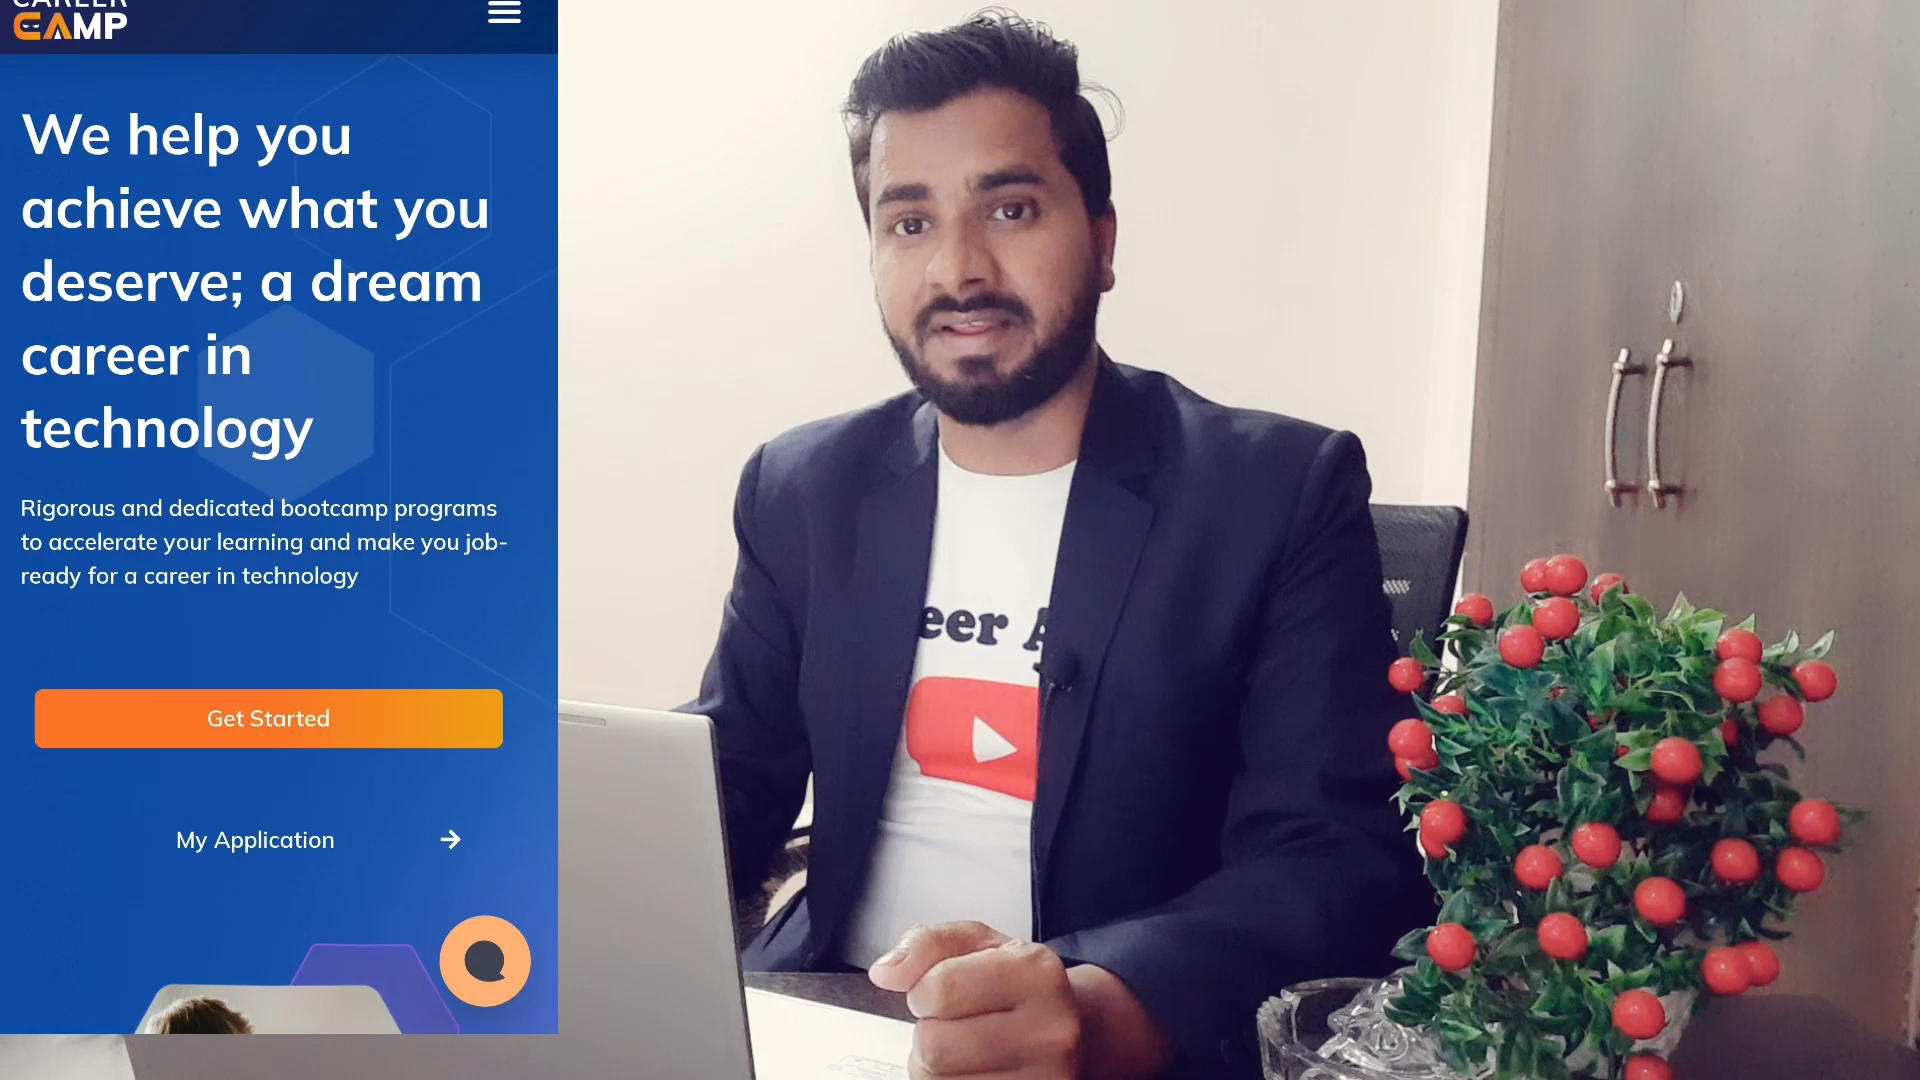 CAREER
CAMP
We help you
achieve what you
deserve; a dream
career in
technology
Rigorous and dedicated bootcamp programs
to accelerate your learning and make you job-
ready for a career in technology
Get Started
My Application
eer A